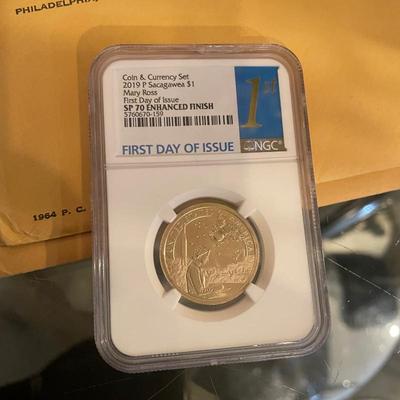 PHILADELPHIA,
Coin & Currency Set
2019 P Sacagawea $1
Mary Ross
First Day of Issue
SP 70 ENHANCED FINISH
5760670-159
1st
FIRST DAY OF ISSUE
NGC
1964 P. C.